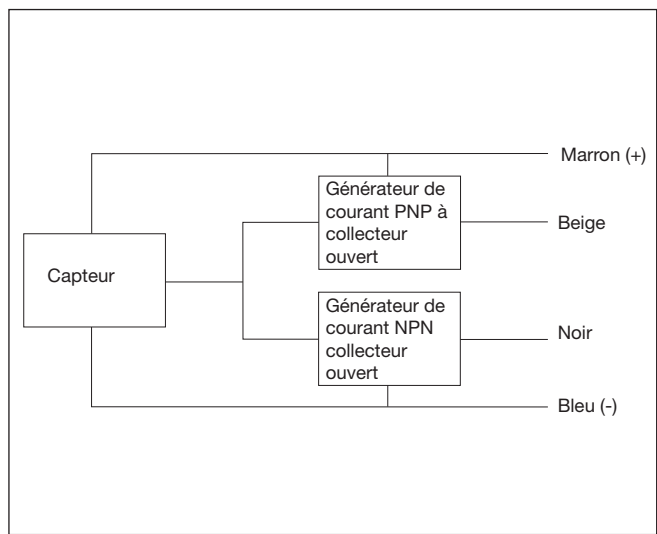 Marron (+)
Générateur de
courant PNP à
collecteur
ouvert
Beige
Capteur
Générateur de
courant NPN
collecteur
ouvert
Noir
Bleu (-)